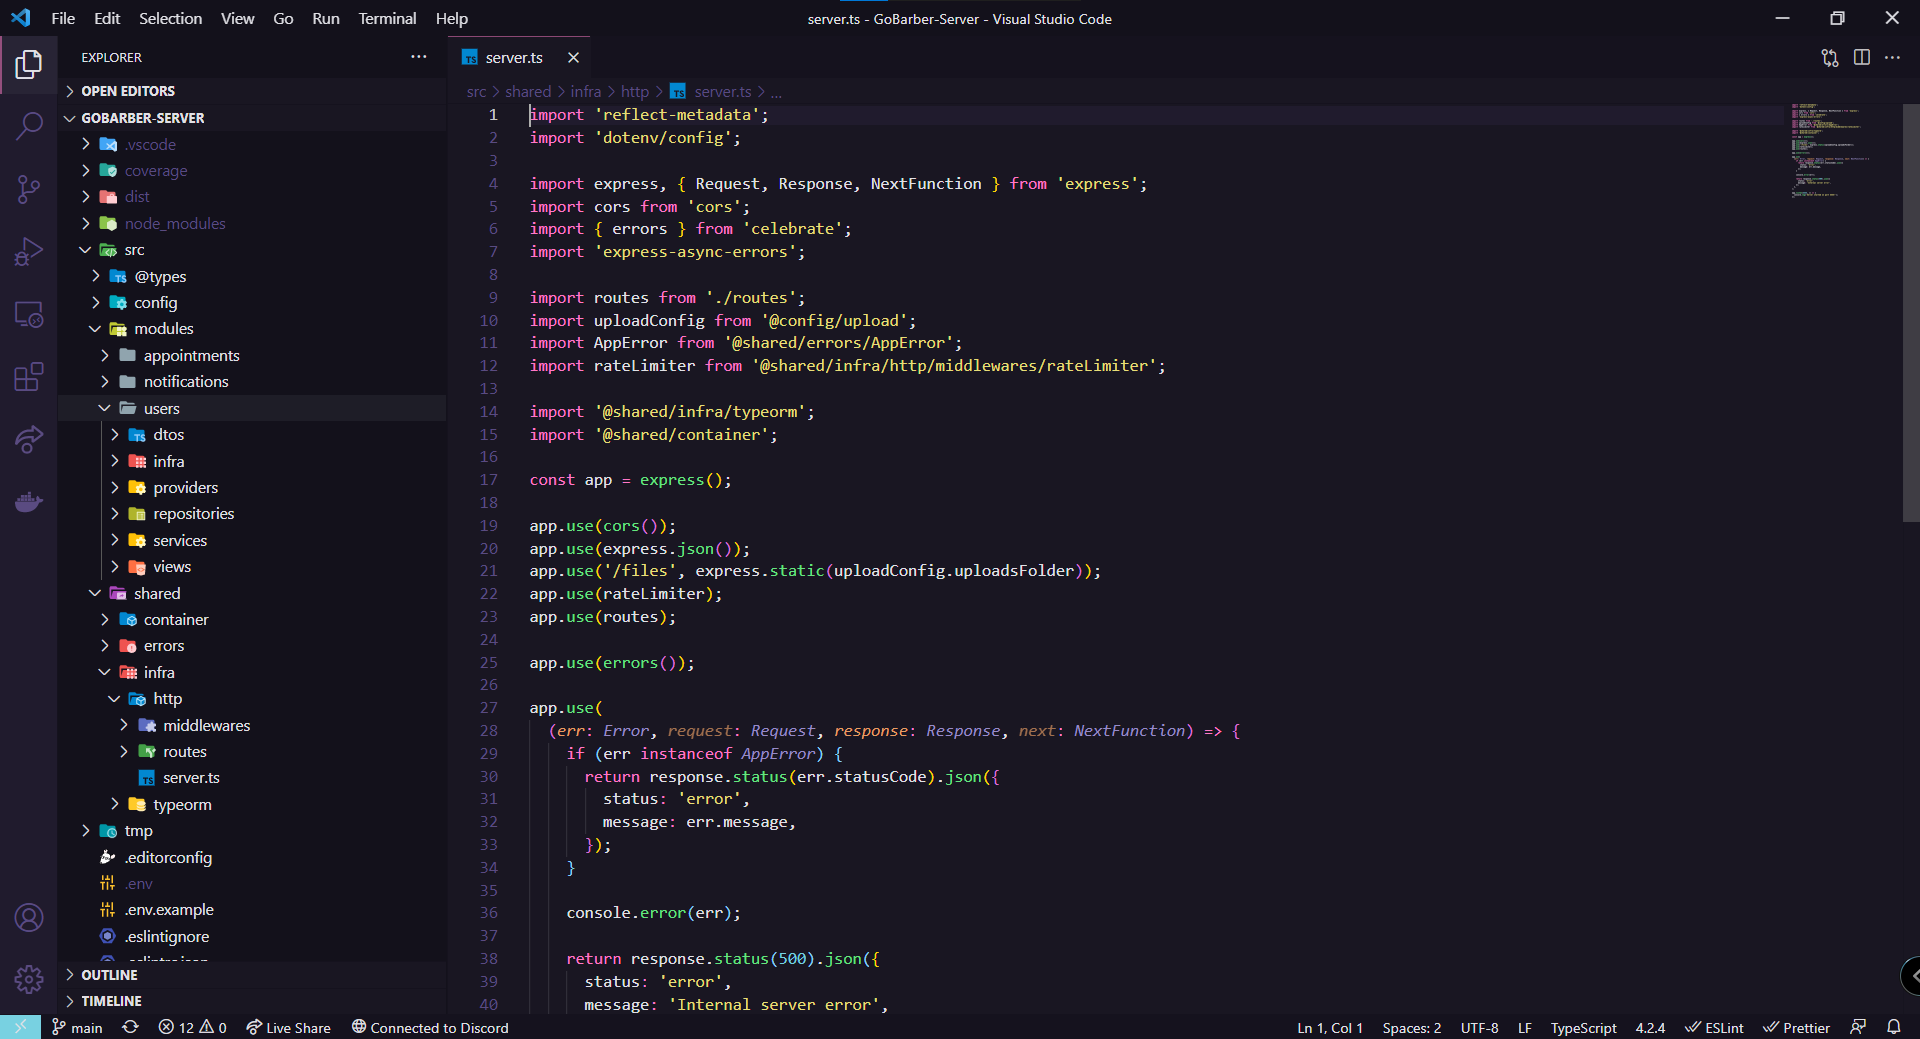 File Edit Selection View Go Run Terminal Help
server.ts - GoBarber-Server - Visual Studio Code
EXPLORER
OPEN EDITORS
GOBARBER-SERVER
.vscode
coverage
dist
node_modules
src
@types
config
modules
appointments
notifications
users
dtos
infra
providers
repositories
services
views
shared
container
errors
infra
http
middlewares
routes
server.ts
typeorm
tmp
.editorconfig
.env
.env.example
.eslintignore
OUTLINE
TIMELINE
server.ts
src > shared > infra > http > server.ts > ...
1 import 'reflect-metadata';
2 import 'dotenv/config';
3
4 import express, { Request, Response, NextFunction } from 'express';
5 import cors from 'cors';
6 import { errors } from 'celebrate';
7 import 'express-async-errors';
8
9 import routes from './routes';
10 import uploadConfig from '@config/upload';
11 import AppError from '@shared/errors/AppError';
12 import rateLimiter from '@shared/infra/http/middlewares/rateLimiter';
13
14 import '@shared/infra/typeorm';
15 import '@shared/container';
16
17 const app = express();
18
19 app.use(cors());
20 app.use(express.json());
21 app.use('/files', express.static(uploadConfig.uploadsFolder));
22 app.use(rateLimiter);
23 app.use(routes);
24
25 app.use(errors());
26
27 app.use(
28 (err: Error, request: Request, response: Response, next: NextFunction) => {
29 if (err instanceof AppError) {
30 return response.status(err.statusCode).json({
31 status: 'error',
32 message: err.message,
33 });
34 }
35
36 console.error(err);
37
38 return response.status(500).json({
39 status: 'error',
40 message: 'Internal server error',
main 12 0 Live Share Connected to Discord
Ln 1, Col 1 Spaces: 2 UTF-8 LF TypeScript 4.2.4 ESLint Prettier